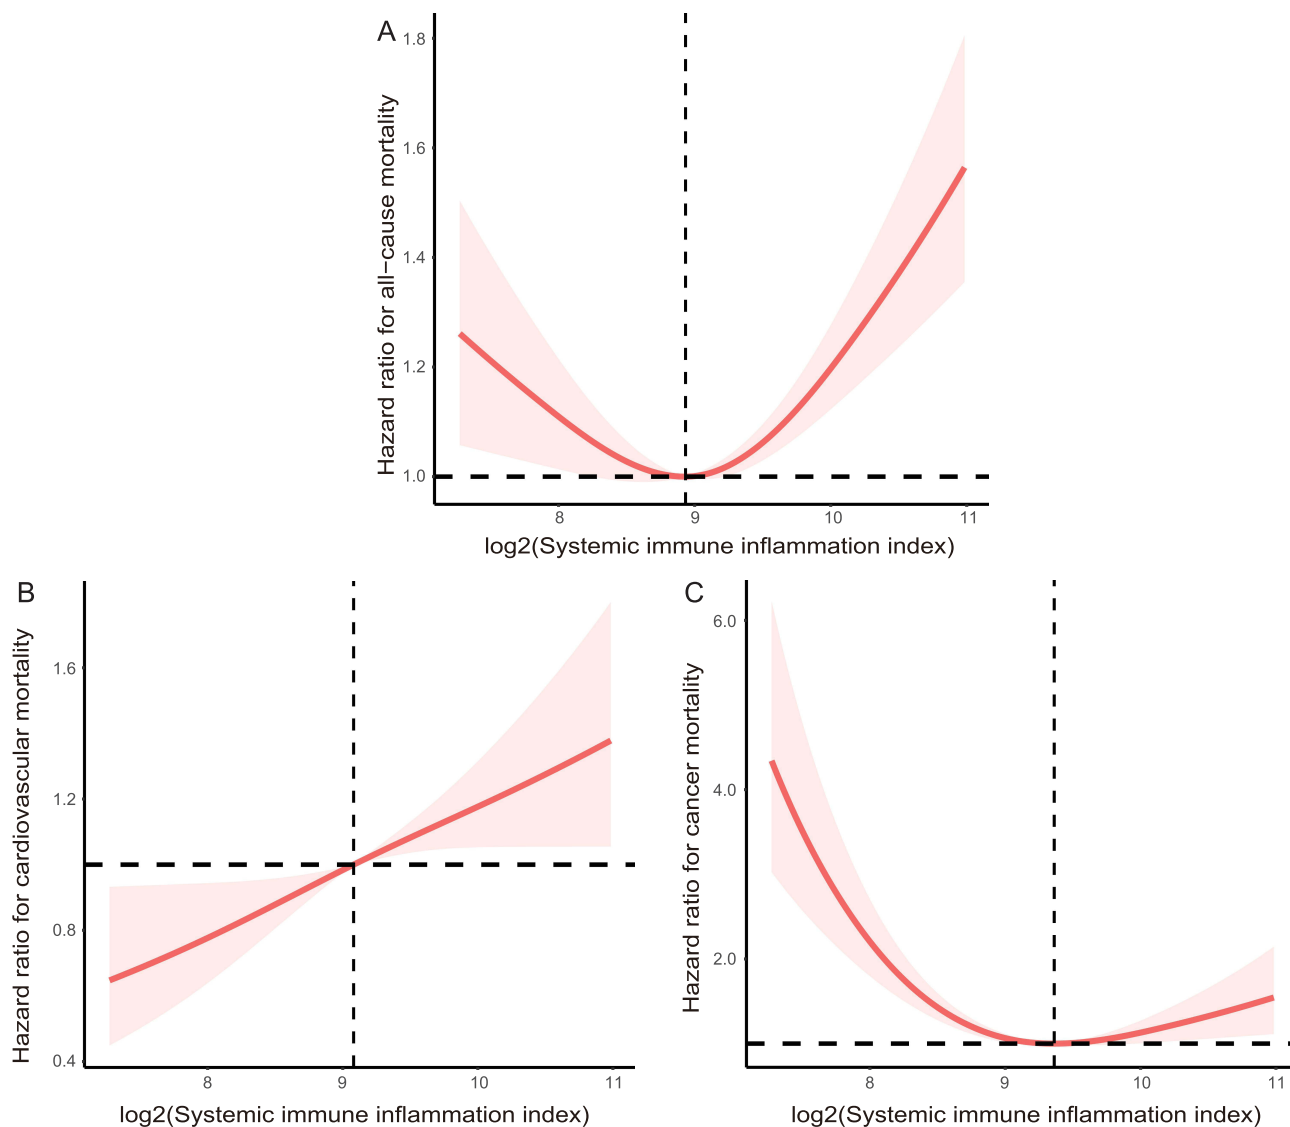 A
Hazard ratio for all−cause mortality
1.8
1.6
1.4
1.2
1.0
8 9 10 11
log2(Systemic immune inflammation index)
B
Hazard ratio for cardiovascular mortality
1.6
1.2
0.8
0.4
8 9 10 11
log2(Systemic immune inflammation index)
C
Hazard ratio for cancer mortality
6.0
4.0
2.0
8 9 10 11
log2(Systemic immune inflammation index)